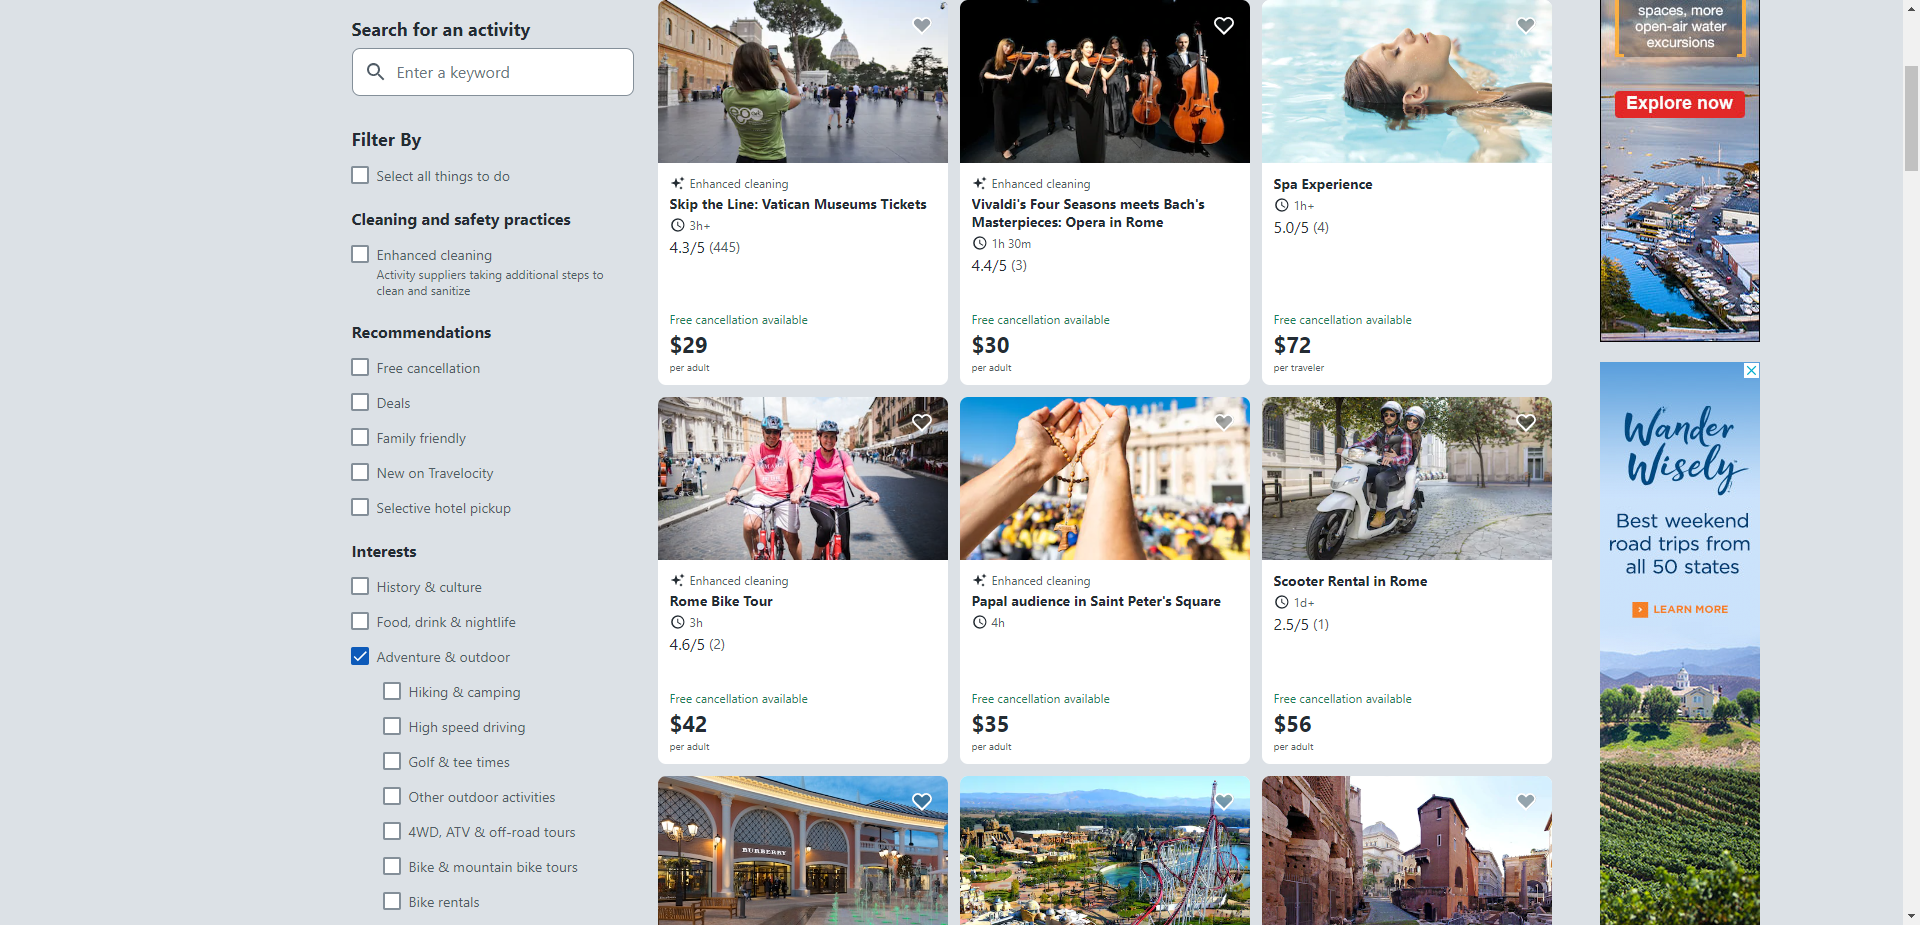 Search for an activity
Enter a keyword
Filter By
Select all things to do
Cleaning and safety practices
Enhanced cleaning
Activity suppliers taking additional steps to
clean and sanitize
Recommendations
Free cancellation
Deals
Family friendly
New on Travelocity
Selective hotel pickup
Interests
History & culture
Food, drink & nightlife
Adventure & outdoor
Hiking & camping
High speed driving
Golf & tee times
Other outdoor activities
4WD, ATV & off-road tours
Bike & mountain bike tours
Bike rentals
Enhanced cleaning
Skip the Line: Vatican Museums Tickets
3h+
4.3/5 (445)
Free cancellation available
$29
per adult
Enhanced cleaning
Vivaldi's Four Seasons meets Bach's
Masterpieces: Opera in Rome
1h 30m
4.4/5 (3)
Free cancellation available
$30
per adult
Spa Experience
1h+
5.0/5 (4)
Free cancellation available
$72
per traveler
Enhanced cleaning
Rome Bike Tour
3h
4.6/5 (2)
Free cancellation available
$42
per adult
Enhanced cleaning
Papal audience in Saint Peter's Square
4h
Free cancellation available
$35
per adult
Scooter Rental in Rome
1d+
2.5/5 (1)
Free cancellation available
$56
per adult
BURBERRY
spaces, more
open-air water
excursions
Explore now
Wander
Wisely
Best weekend
road trips from
all 50 states
LEARN MORE